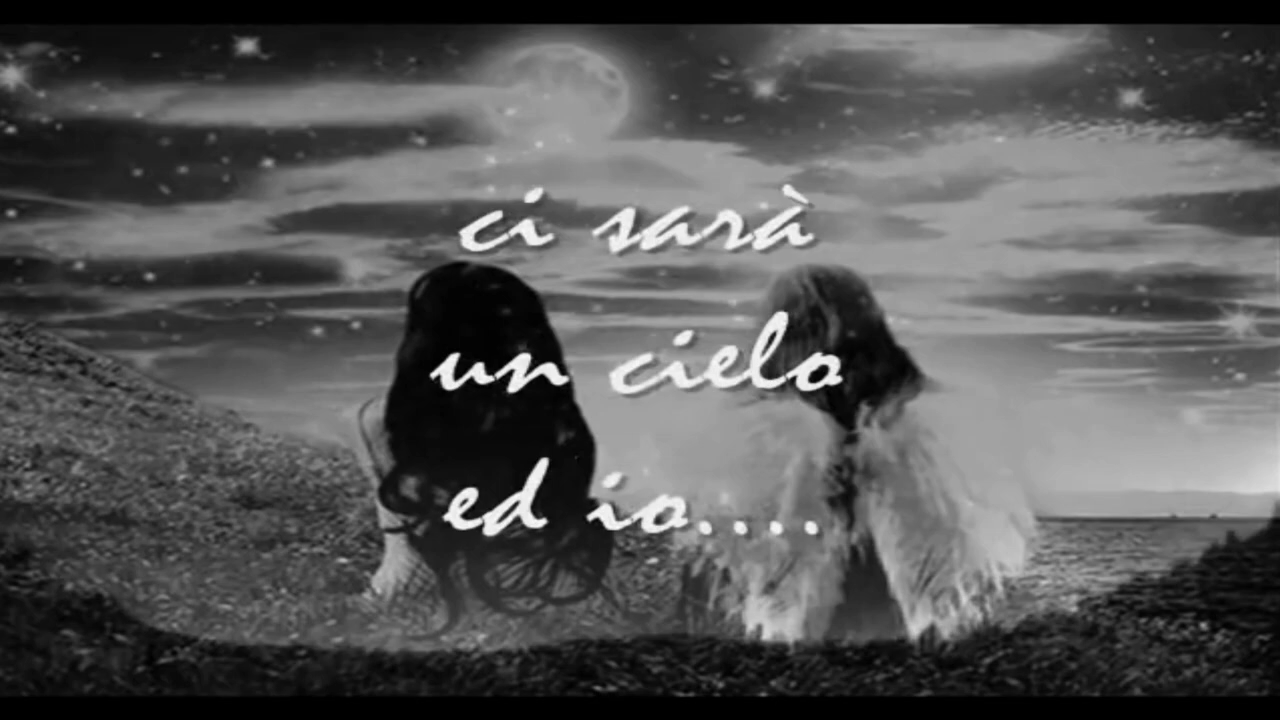 ci sarà
un cielo
ed io....